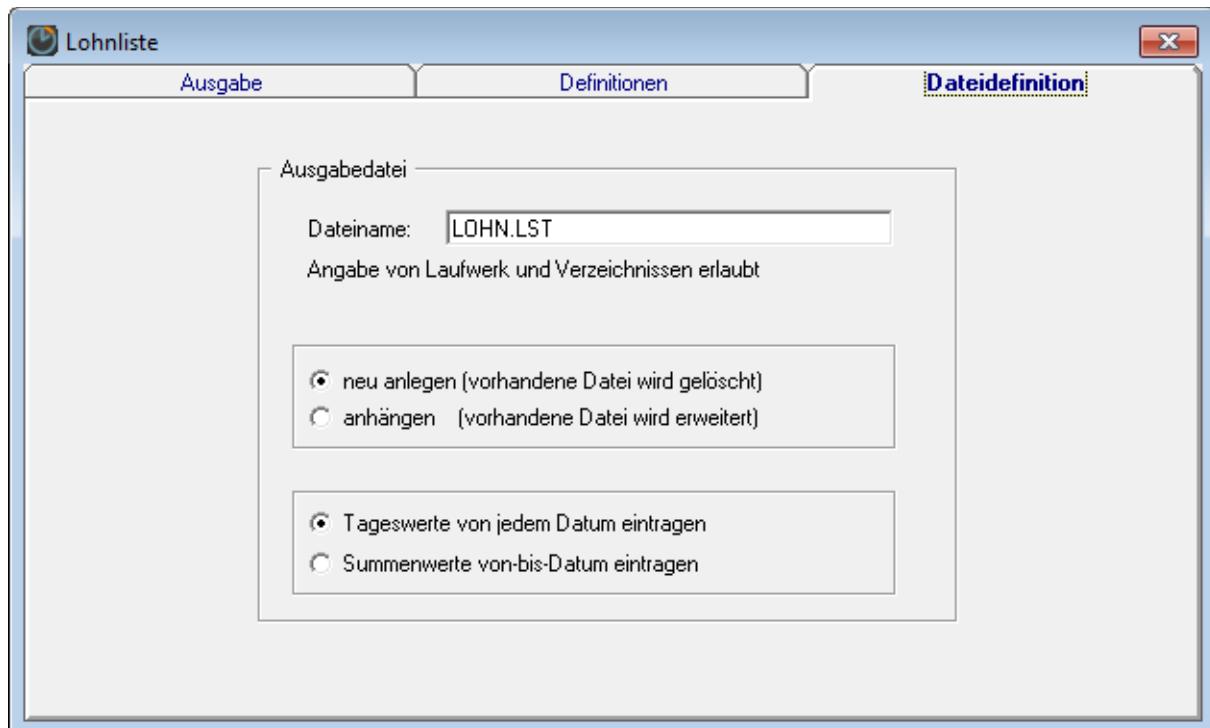 Lohnliste
Ausgabe Definitionen Dateidefinition
Ausgabedatei
Dateiname: LOHN.LST
Angabe von Laufwerk und Verzeichnissen erlaubt
neu anlegen (vorhandene Datei wird gelöscht)
anhängen (vorhandene Datei wird erweitert)
Tageswerte von jedem Datum eintragen
Summenwerte von-bis-Datum eintragen